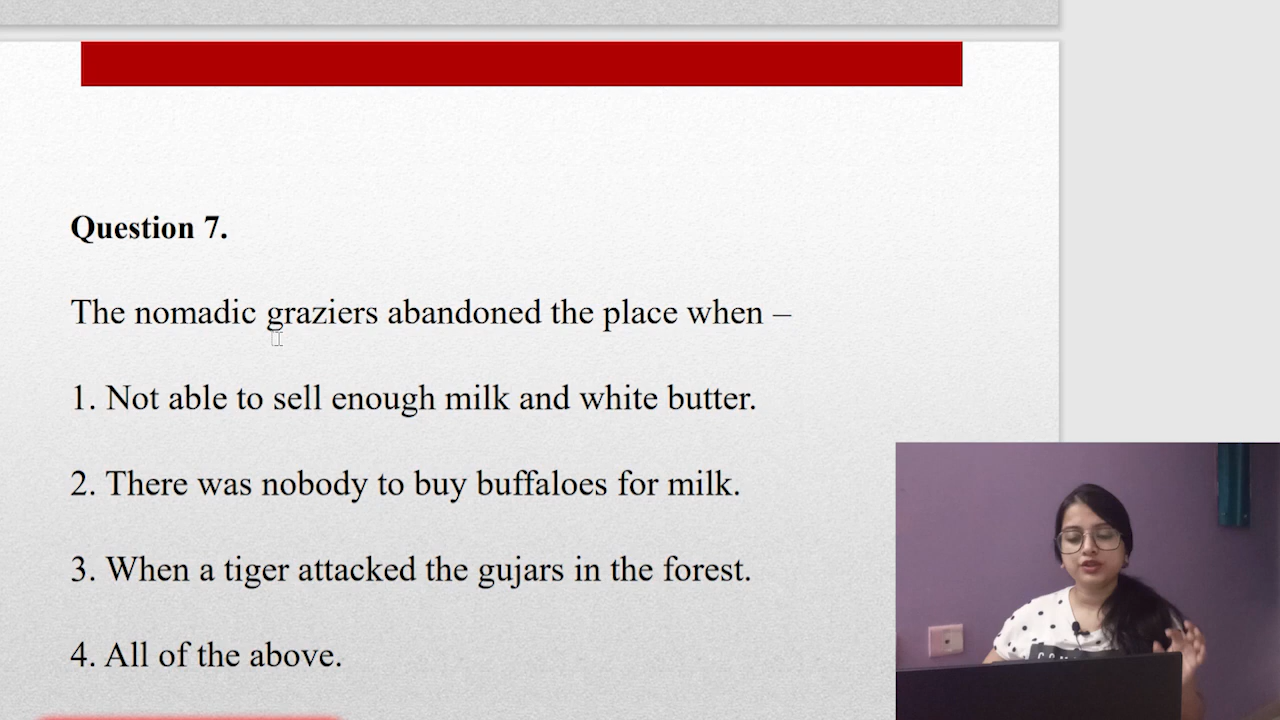 Question 7.
The nomadic graziers abandoned the place when –
1. Not able to sell enough milk and white butter.
2. There was nobody to buy buffaloes for milk.
3. When a tiger attacked the gujars in the forest.
4. All of the above.